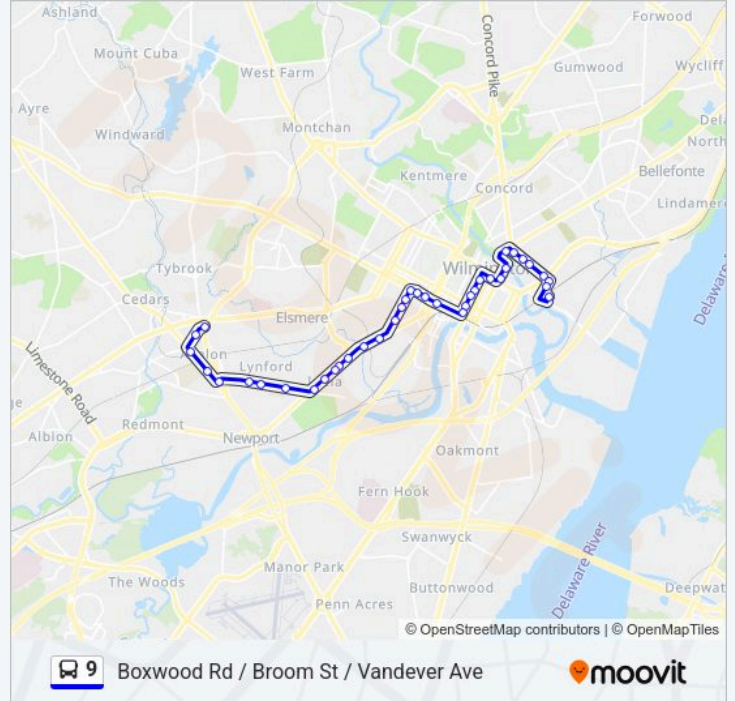 Ashland
Forwood
Mount Cuba
Concord Pike
West Farm
Gumwood
Wycliff
Ayre
Windward
Montchan
Dela
North
Kentmere
Concord
Bellefonte
Lindamere
Wilmington
Tybrook
Delaware
Cedars
Elsmere
Limestone Road
Lynford
ge
Albion
Redmont
Newport
Oakmont
Fern Hook
Swanwyck
Manor Park
The Woods
Buttonwood
Delaware River
Deepwat
Penn Acres
© OpenStreetMap contributors | © OpenMapTiles
9 Boxwood Rd / Broom St / Vandever Ave
moovit